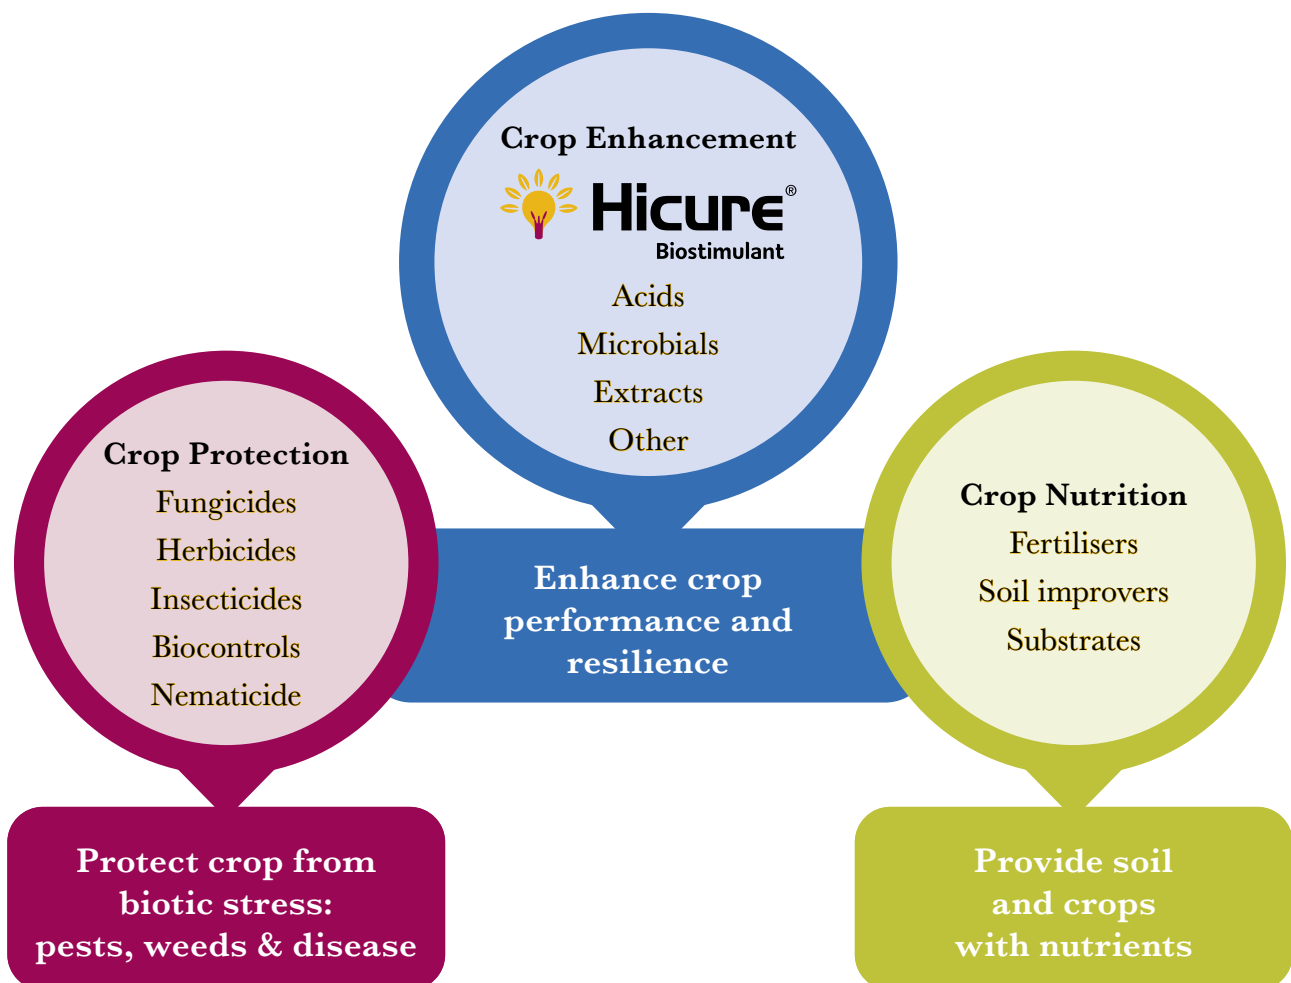 Crop Enhancement
Hicure®
Biostimulant
Acids
Microbials
Extracts
Other
Enhance crop
performance and
resilience
Crop Protection
Fungicides
Herbicides
Insecticides
Biocontrols
Nematicide
Protect crop from
biotic stress:
pests, weeds & disease
Crop Nutrition
Fertilisers
Soil improvers
Substrates
Provide soil
and crops
with nutrients